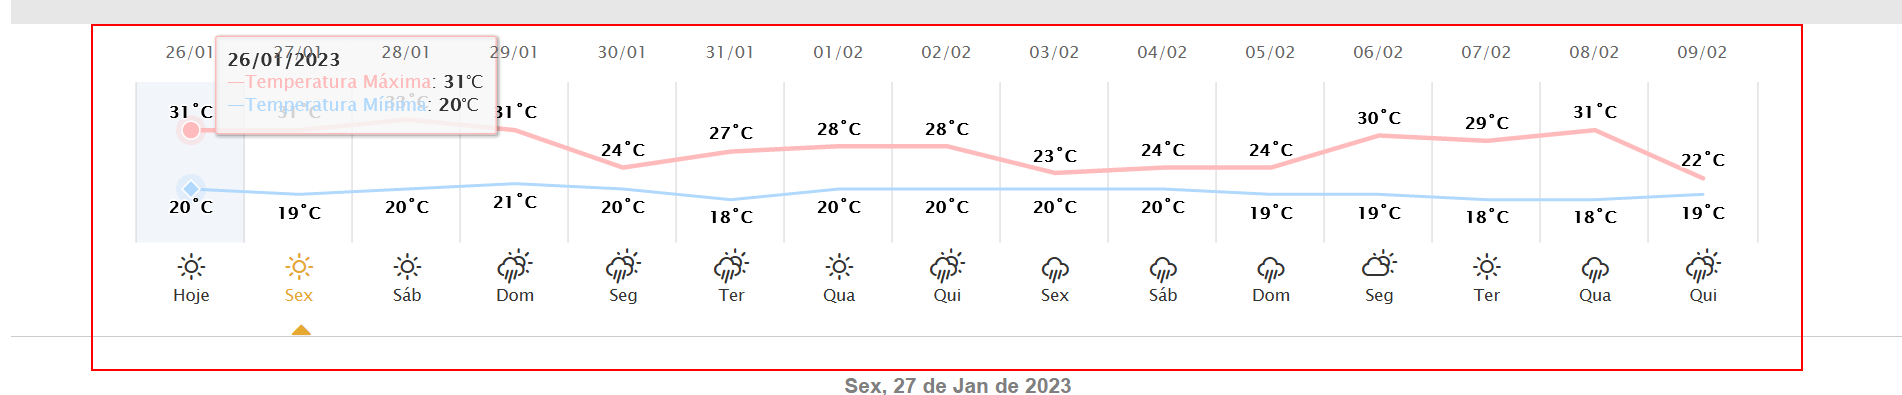 26/01 27/01 28/01 29/01 30/01 31/01 01/02 02/02 03/02 04/02 05/02 06/02 07/02 08/02 09/02
26/01/2023
Temperatura Máxima: 31°C
Temperatura Mínima: 20°C
31°C 31°C 33°C 31°C 24°C 27°C 28°C 28°C 23°C 24°C 24°C 30°C 29°C 31°C 22°C
20°C 19°C 20°C 21°C 20°C 18°C 20°C 20°C 20°C 20°C 19°C 19°C 18°C 18°C 19°C
Hoje Sex Sáb Dom Seg Ter Qua Qui Sex Sáb Dom Seg Ter Qua Qui
Sex, 27 de Jan de 2023